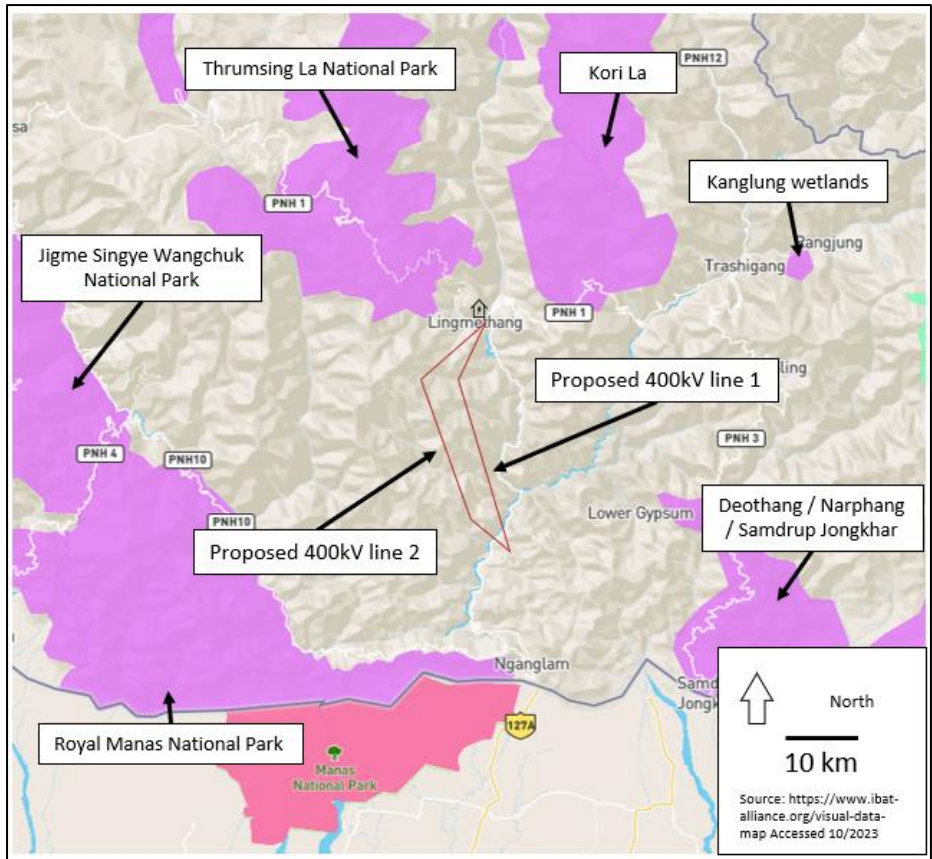 Thrumsing La National Park
Kori La
PNH12
sa
Kanglung wetlands
PNH 1
Rangjung
Trashigang
Jigme Singye Wangchuk
National Park
PNH 1
Lingmethang
Proposed 400kV line 1
ling
PNH 4
PNH10
PNH 3
Lower Gypsum
Deothang / Narphang
/ Samdrup Jongkhar
PNH10
Proposed 400kV line 2
Nganglam
Samd
Jongk
North
127A
Royal Manas National Park
Manas
National Park
10 km
Source: https://www.ibat-
alliance.org/visual-data-
map Accessed 10/2023